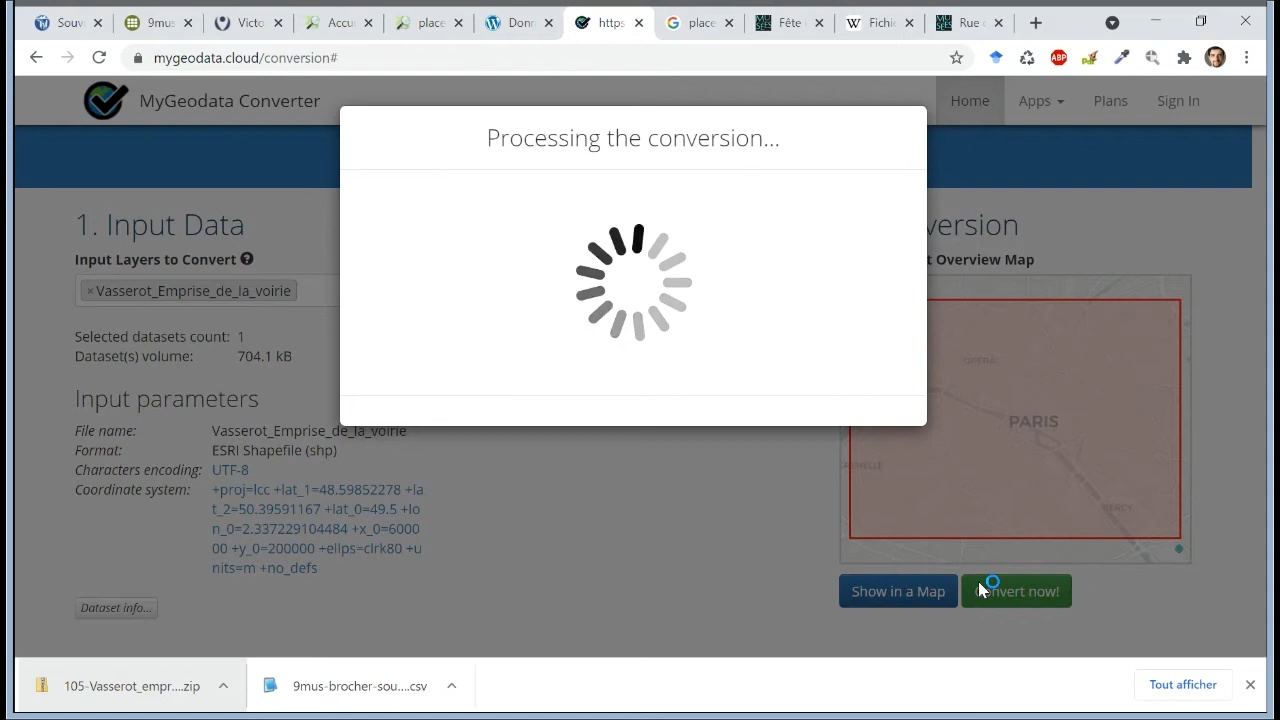 Souv
9mus
Victo
Accu
place
Donn
https
place
Fête d
Fichi
Rue d
mygeodata.cloud/conversion#
ABP
MyGeodata Converter
Home
Apps
Plans
Sign In
Processing the conversion...
1. Input Data
version
Input Layers to Convert
t Overview Map
×Vasserot_Emprise_de_la_voirie
Selected datasets count: 1
Dataset(s) volume: 704.1 kB
OPÉRA
PARIS
BERCY
Input parameters
File name: Vasserot_Emprise_de_la_voirie
Format: ESRI Shapefile (shp)
Characters encoding: UTF-8
Coordinate system: +proj=lcc +lat_1=48.59852278 +la
t_2=50.39591167 +lat_0=49.5 +lo
n_0=2.337229104484 +x_0=6000
00 +y_0=200000 +ellps=clrk80 +u
nits=m +no_defs
Show in a Map
Convert now!
Dataset info...
105-Vasserot_empr....zip
9mus-brocher-sou....csv
Tout afficher